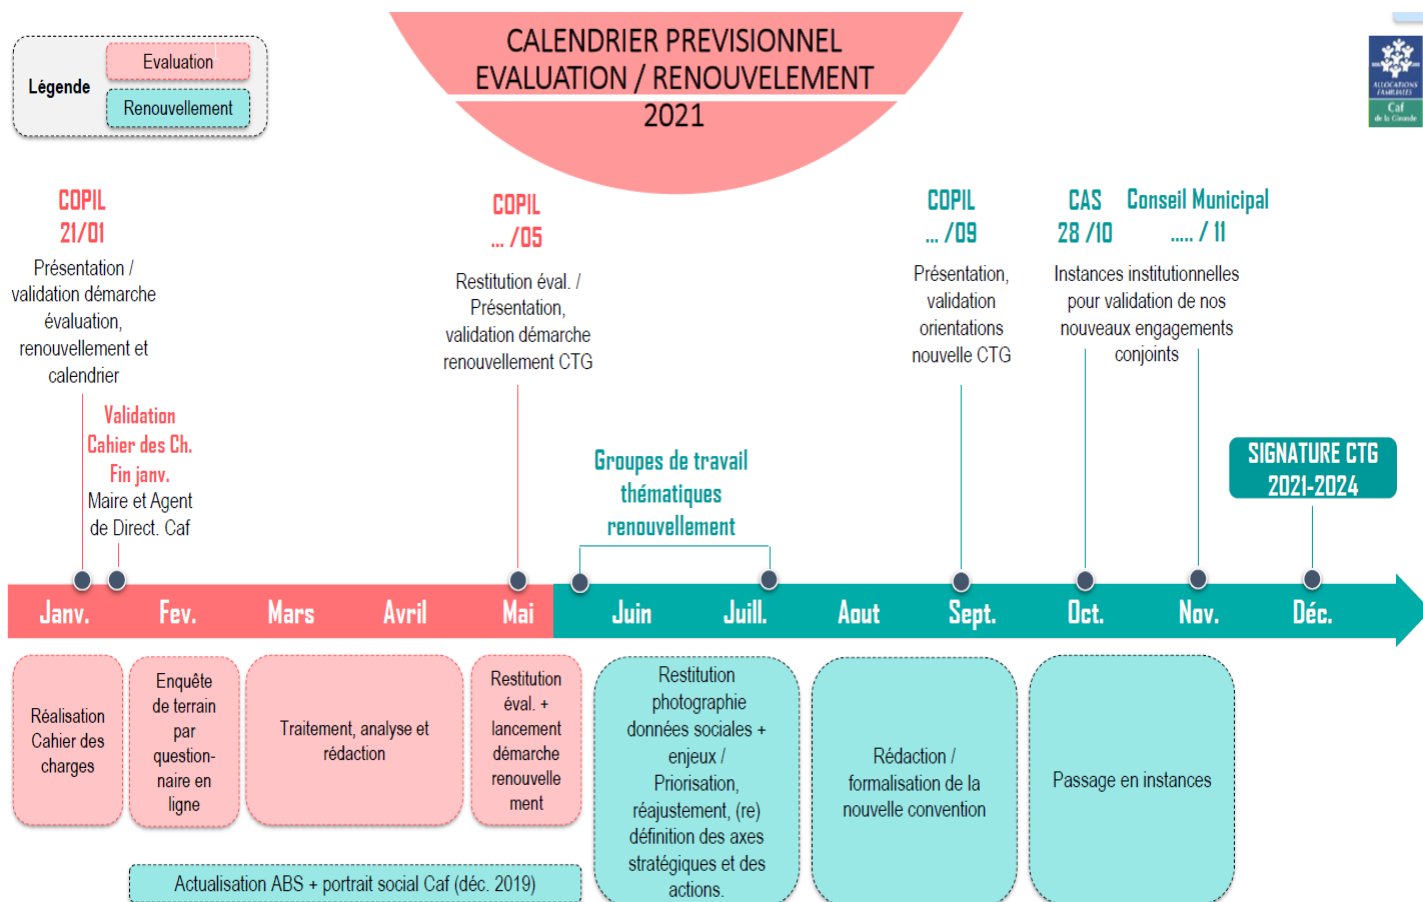 CALENDRIER PREVISIONNEL
EVALUATION / RENOUVELEMENT
2021
Légende
Evaluation
Renouvellement
ALLOCATIONS
FAMILIALES
Caf
de la Gironde
COPIL
21/01
Présentation /
validation démarche
évaluation,
renouvellement et
calendrier
Validation
Cahier des Ch.
Fin janv.
Maire et Agent
de Direct. Caf
COPIL
... /05
Restitution éval. /
Présentation,
validation démarche
renouvellement CTG
Groupes de travail
thématiques
renouvellement
COPIL
... /09
Présentation,
validation
orientations
nouvelle CTG
CAS
28 /10
Conseil Municipal
..... / 11
Instances institutionnelles
pour validation de nos
nouveaux engagements
conjoints
SIGNATURE CTG
2021-2024
Janv.
Fev.
Mars
Avril
Mai
Juin
Juill.
Aout
Sept.
Oct.
Nov.
Déc.
Réalisation
Cahier des
charges
Enquête
de terrain
par
question-
naire en
ligne
Traitement, analyse et
rédaction
Restitution
éval. +
lancement
démarche
renouvelle
ment
Restitution
photographie
données sociales +
enjeux /
Priorisation,
réajustement, (re)
définition des axes
stratégiques et des
actions.
Rédaction /
formalisation de la
nouvelle convention
Passage en instances
Actualisation ABS + portrait social Caf (déc. 2019)